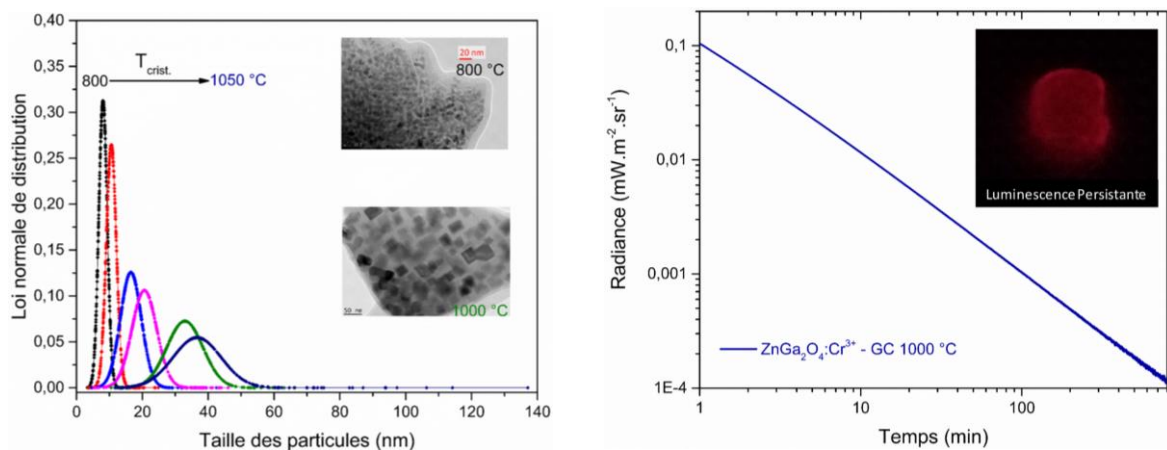 0,40
0,35
0,30
0,25
0,20
0,15
0,10
0,05
0,00
Loi normale de distribution
T_crist.
800
1050 °C
20 nm
800 °C
50 nm
1000 °C
0 20 40 60 80 100 120 140
Taille des particules (nm)
0,1
0,01
0,001
1E-4
Radiance (mW.m⁻².sr⁻¹)
Luminescence Persistante
ZnGa₂O₄:Cr³⁺ - GC 1000 °C
1 10 100
Temps (min)